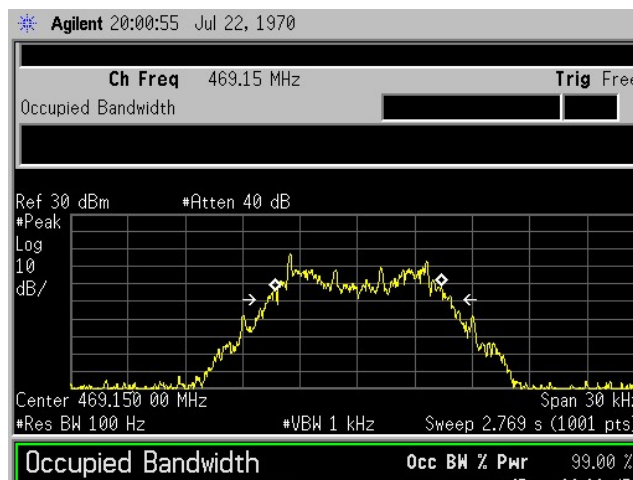 Agilent 20:00:55 Jul 22, 1970
Ch Freq 469.15 MHz Trig Free
Occupied Bandwidth
Ref 30 dBm #Atten 40 dB
#Peak
Log
10
dB/
Center 469.150 00 MHz Span 30 kHz
#Res BW 100 Hz #VBW 1 kHz Sweep 2.769 s (1001 pts)
Occupied Bandwidth Occ BW % Pwr 99.00 %